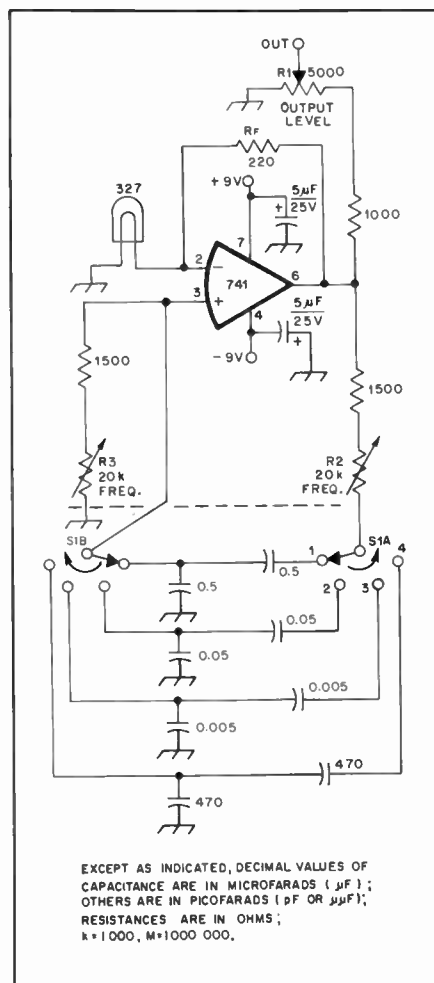 OUT
R1 5000
OUTPUT
LEVEL
RF
220
+9V
5µF
25V
327
1000
7
2
−
6
741
3
+
4
5µF
25V
+
+
-9V
1500
1500
R3
20k
FREQ.
R2
20k
FREQ.
S1B
S1A
1
4
0.5
0.5
2
3
0.05
0.05
0.005
0.005
470
470
EXCEPT AS INDICATED, DECIMAL VALUES OF
CAPACITANCE ARE IN MICROFARADS (µF);
OTHERS ARE IN PICOFARADS (pF OR µµF);
RESISTANCES ARE IN OHMS;
k=1000, M=1000 000.